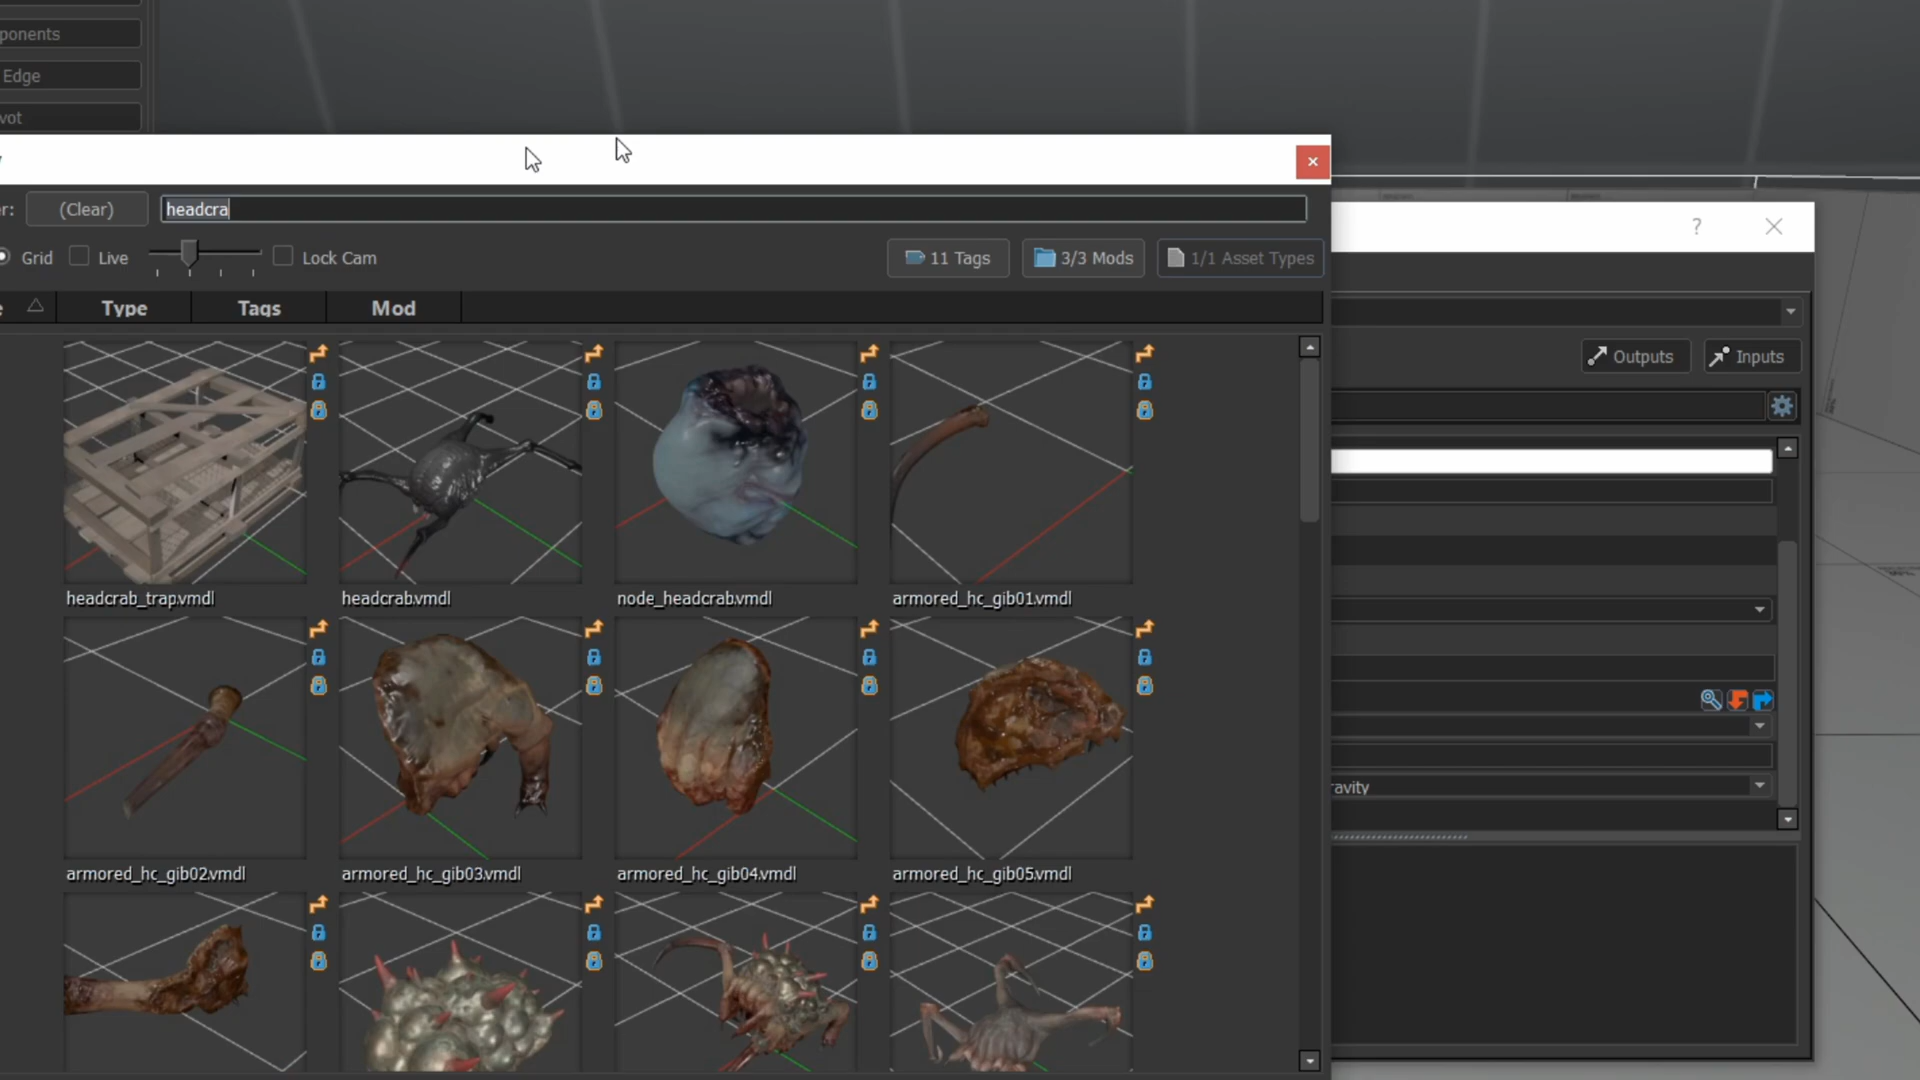 ponents
Edge
vot
er: (Clear) headcra
Grid Live Lock Cam 11 Tags 3/3 Mods 1/1 Asset Types
Type Tags Mod
Outputs Inputs
headcrab_trap.vmdl headcrab.vmdl node_headcrab.vmdl armored_hc_gib01.vmdl
ravity
armored_hc_gib02.vmdl armored_hc_gib03.vmdl armored_hc_gib04.vmdl armored_hc_gib05.vmdl